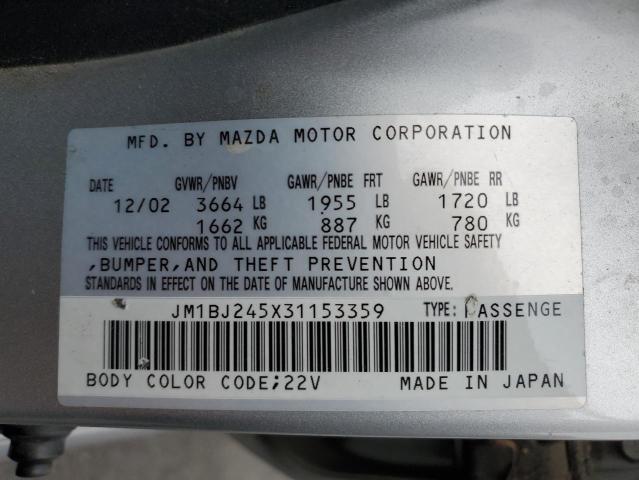 MFD. BY MAZDA MOTOR CORPORATION
DATE GVWR/PNBV GAWR/PNBE FRT GAWR/PNBE RR
12/02 3664 LB 1955 LB 1720 LB
1662 KG 887 KG 780 KG
THIS VEHICLE CONFORMS TO ALL APPLICABLE FEDERAL MOTOR VEHICLE SAFETY
,BUMPER,AND THEFT PREVENTION
STANDARDS IN EFFECT ON THE DATE OF MANUFACTURE SHOWN ABOVE.
JM1BJ245X31153359 TYPE: PASSENGE
BODY COLOR CODE;22V MADE IN JAPAN